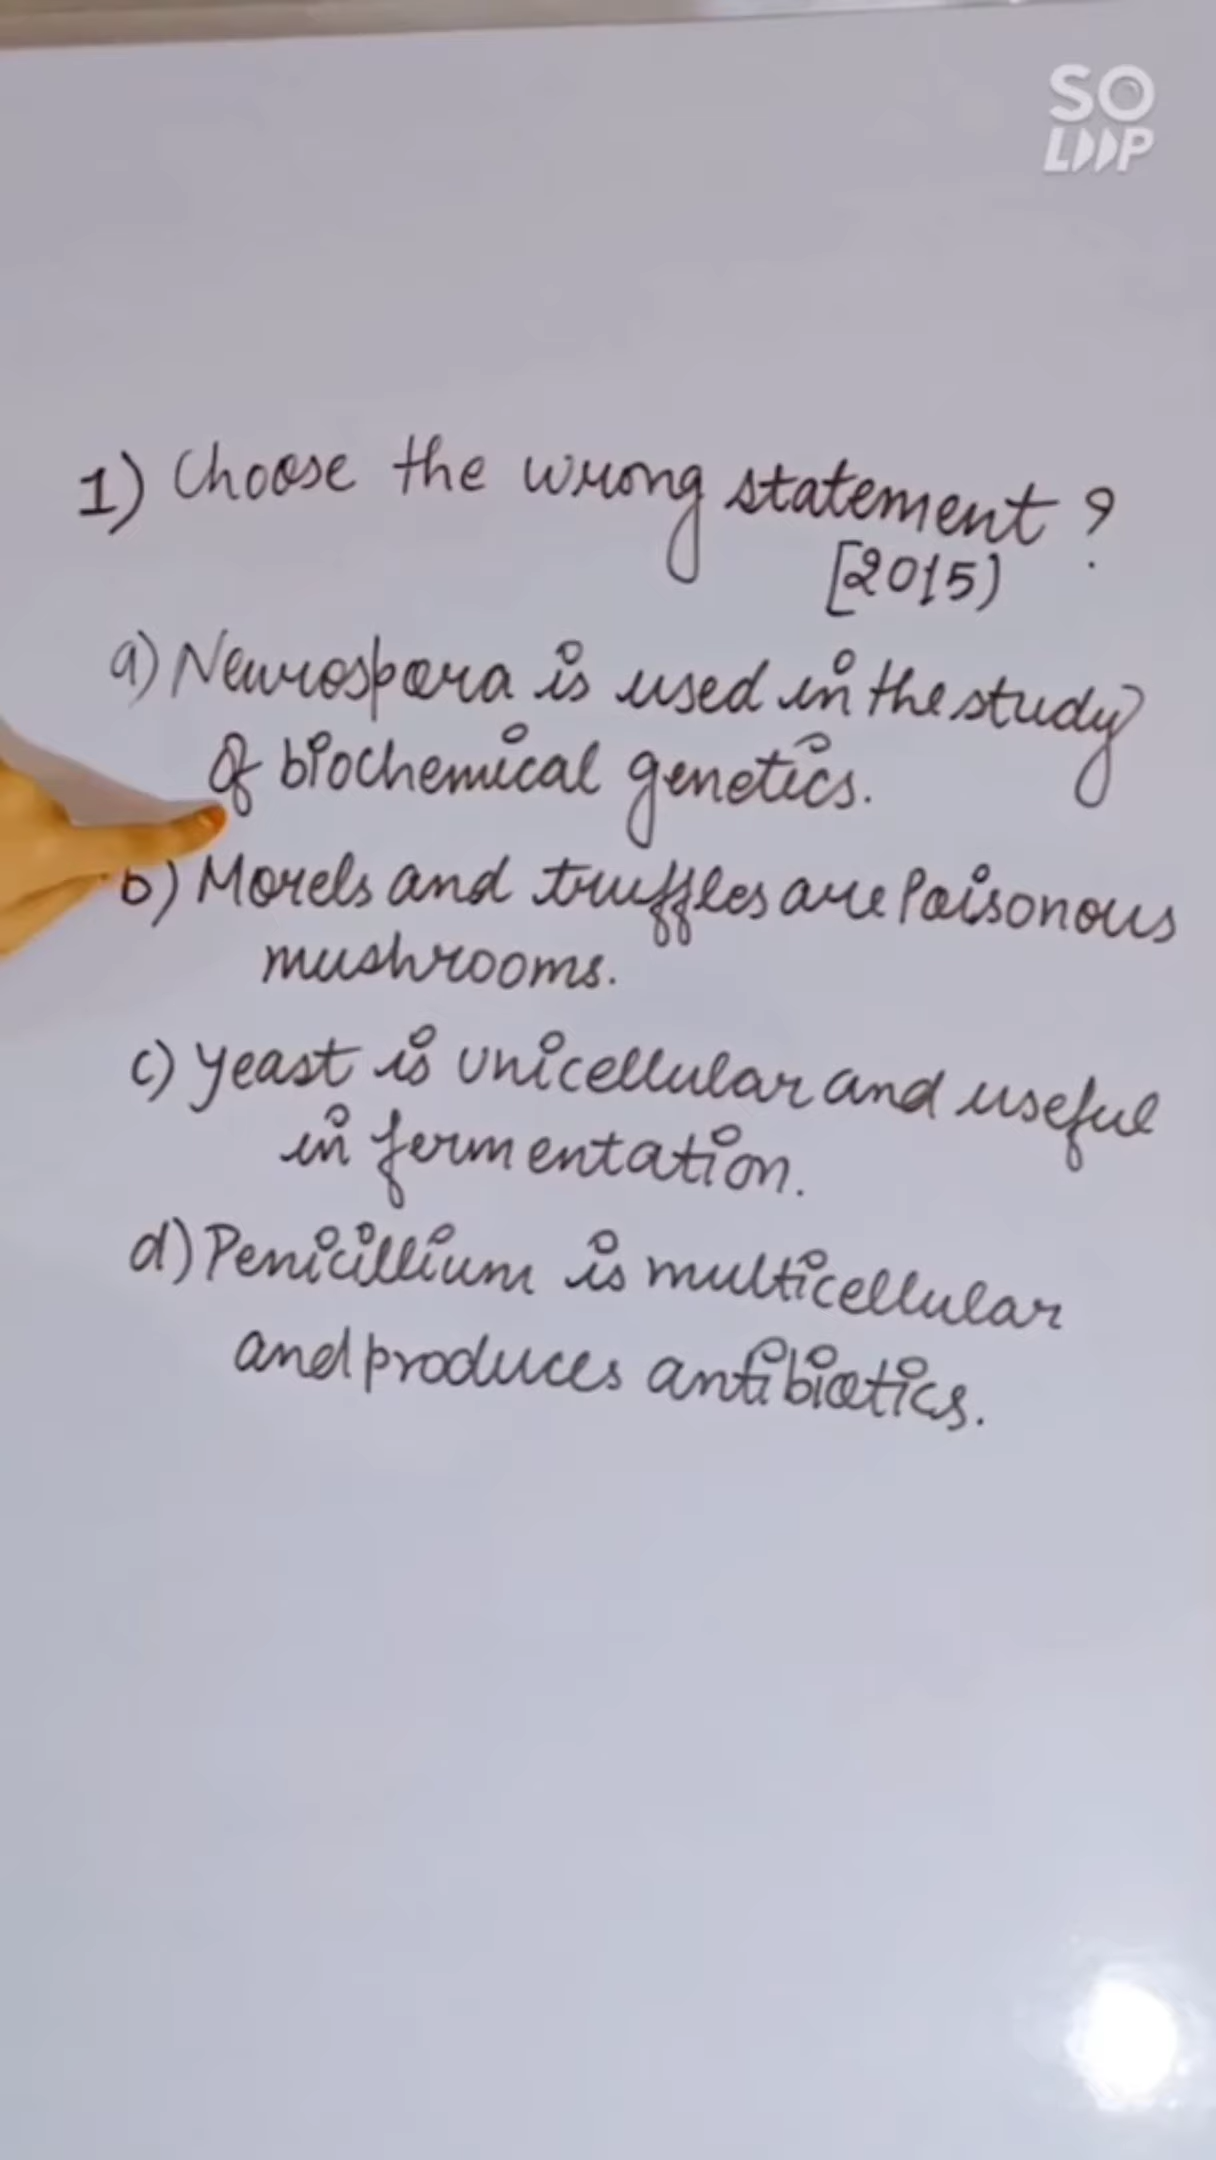 SO
LOOP
1) Choose the wrong statement ?
[2015)
a) Neurospora is used in the study
of biochemical genetics.
b) Morels and truffles are Poisonous
mushrooms.
c) Yeast is unicellular and useful
in fermentation.
d) Penicillium is multicellular
and produces antibiotics.